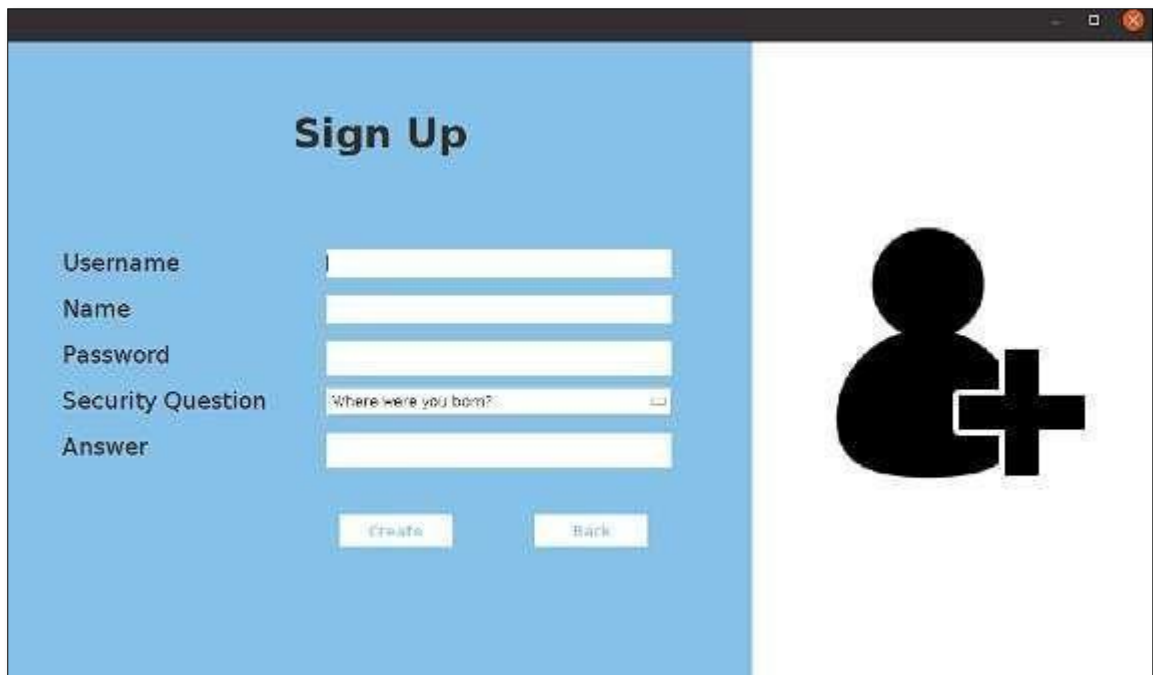 Sign Up
Username
Name
Password
Security Question Where were you born?
Answer
Create Back